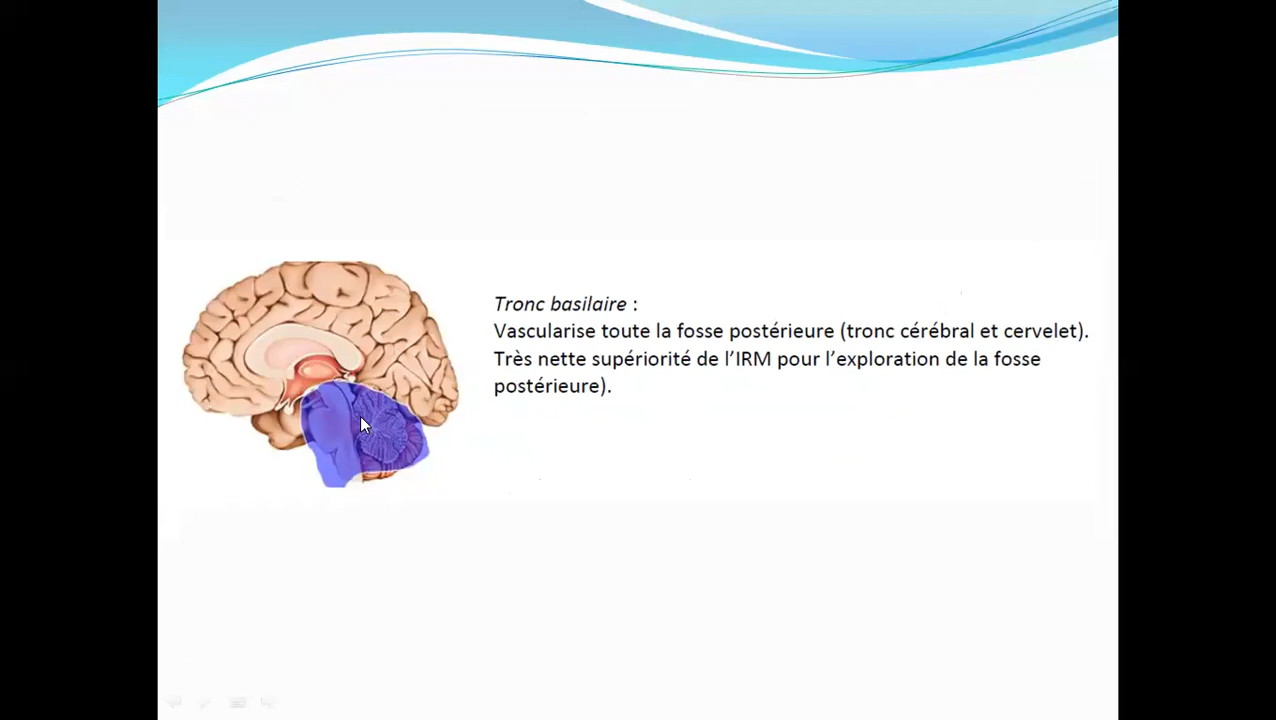 Tronc basilaire :
Vascularise toute la fosse postérieure (tronc cérébral et cervelet).
Très nette supériorité de l’IRM pour l’exploration de la fosse
postérieure).